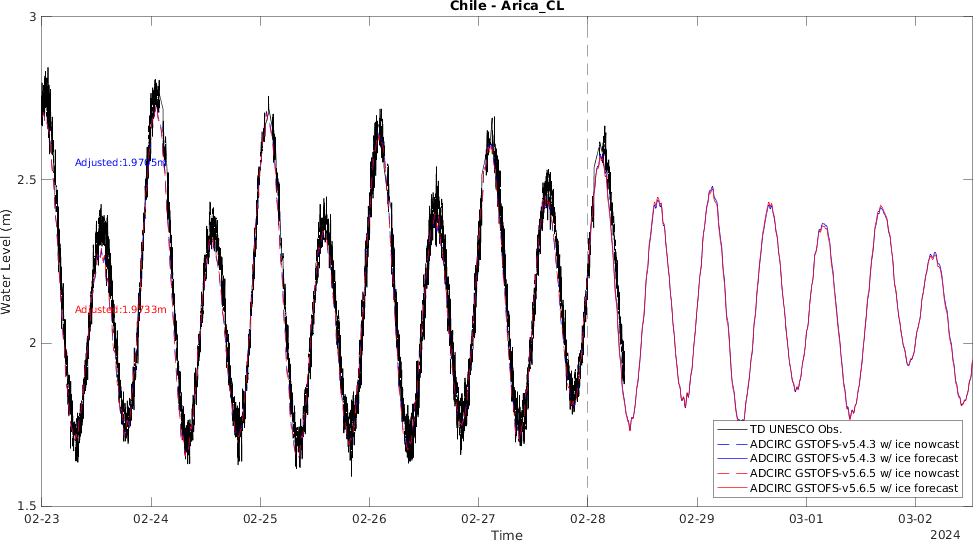 Chile - Arica_CL
3
2.5
2
1.5
Water Level (m)
Adjusted:1.9705m
Adjusted:1.9733m
TD UNESCO Obs.
ADCIRC GSTOFS-v5.4.3 w/ ice nowcast
ADCIRC GSTOFS-v5.4.3 w/ ice forecast
ADCIRC GSTOFS-v5.6.5 w/ ice nowcast
ADCIRC GSTOFS-v5.6.5 w/ ice forecast
02-23 02-24 02-25 02-26 02-27 02-28 02-29 03-01 03-02
Time
2024